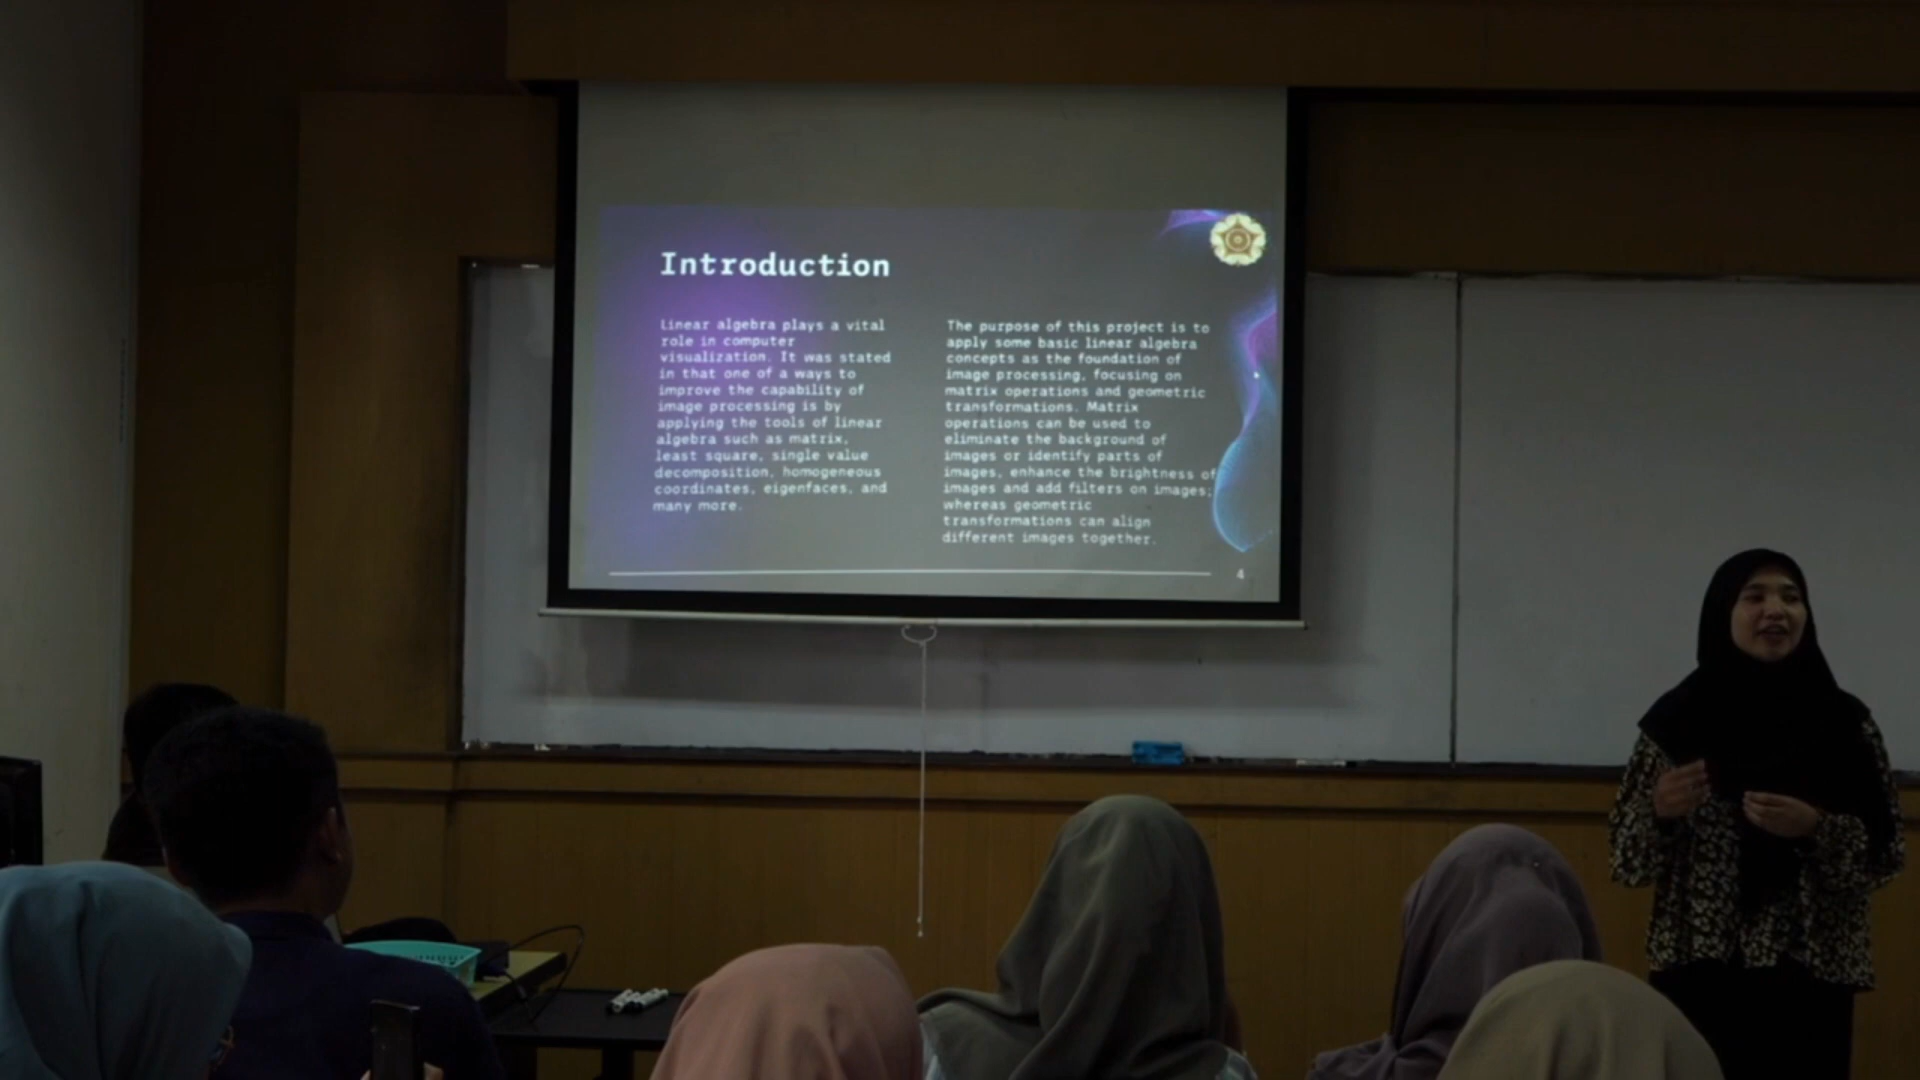 Introduction
Linear algebra plays a vital
role in computer
visualization. It was stated
in that one of a ways to
improve the capability of
image processing is by
applying the tools of linear
algebra such as matrix,
least square, single value
decomposition, homogeneous
coordinates, eigenfaces, and
many more.
The purpose of this project is to
apply some basic linear algebra
concepts as the foundation of
image processing, focusing on
matrix operations and geometric
transformations. Matrix
operations can be used to
eliminate the background of
images or identify parts of
images, enhance the brightness of
images and add filters on images;
whereas geometric
transformations can align
different images together.
4